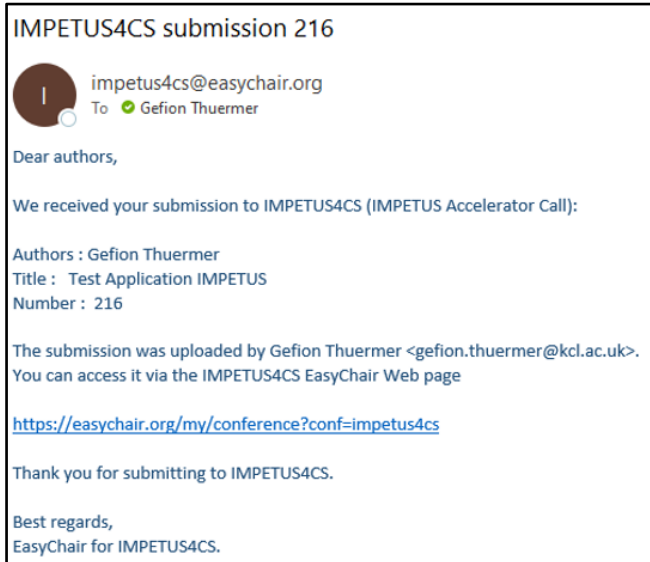 IMPETUS4CS submission 216
I
impetus4cs@easychair.org
To Gefion Thuermer
Dear authors,
We received your submission to IMPETUS4CS (IMPETUS Accelerator Call):
Authors : Gefion Thuermer
Title : Test Application IMPETUS
Number : 216
The submission was uploaded by Gefion Thuermer <gefion.thuermer@kcl.ac.uk>.
You can access it via the IMPETUS4CS EasyChair Web page
https://easychair.org/my/conference?conf=impetus4cs
Thank you for submitting to IMPETUS4CS.
Best regards,
EasyChair for IMPETUS4CS.